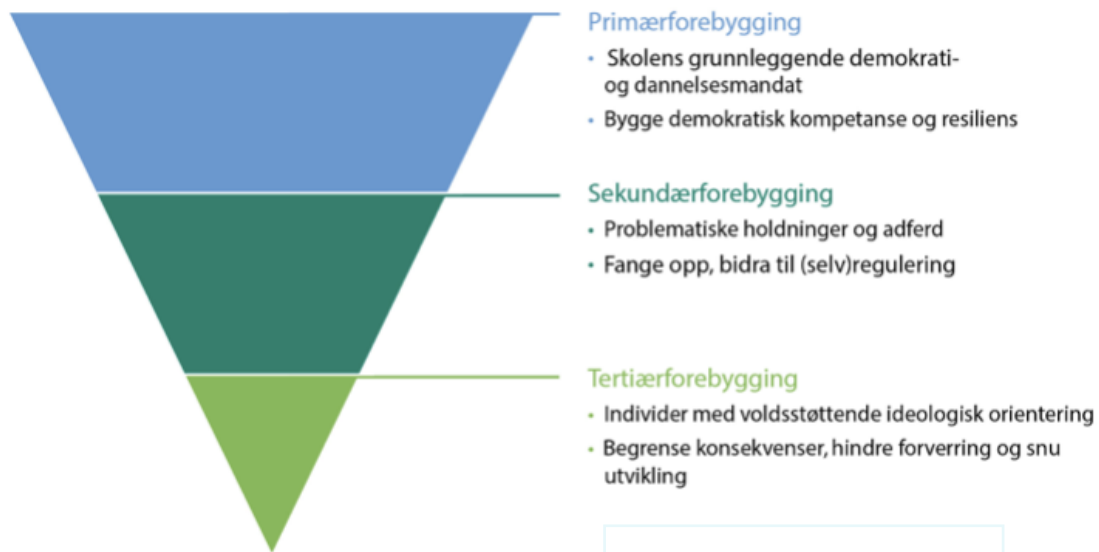 Primærforebygging
• Skolens grunnleggende demokrati-
og dannelsesmandat
• Bygge demokratisk kompetanse og resiliens
Sekundærforebygging
• Problematiske holdninger og adferd
• Fange opp, bidra til (selv)regulering
Tertiærforebygging
• Individer med voldsstøttende ideologisk orientering
• Begrense konsekvenser, hindre forverring og snu
utvikling